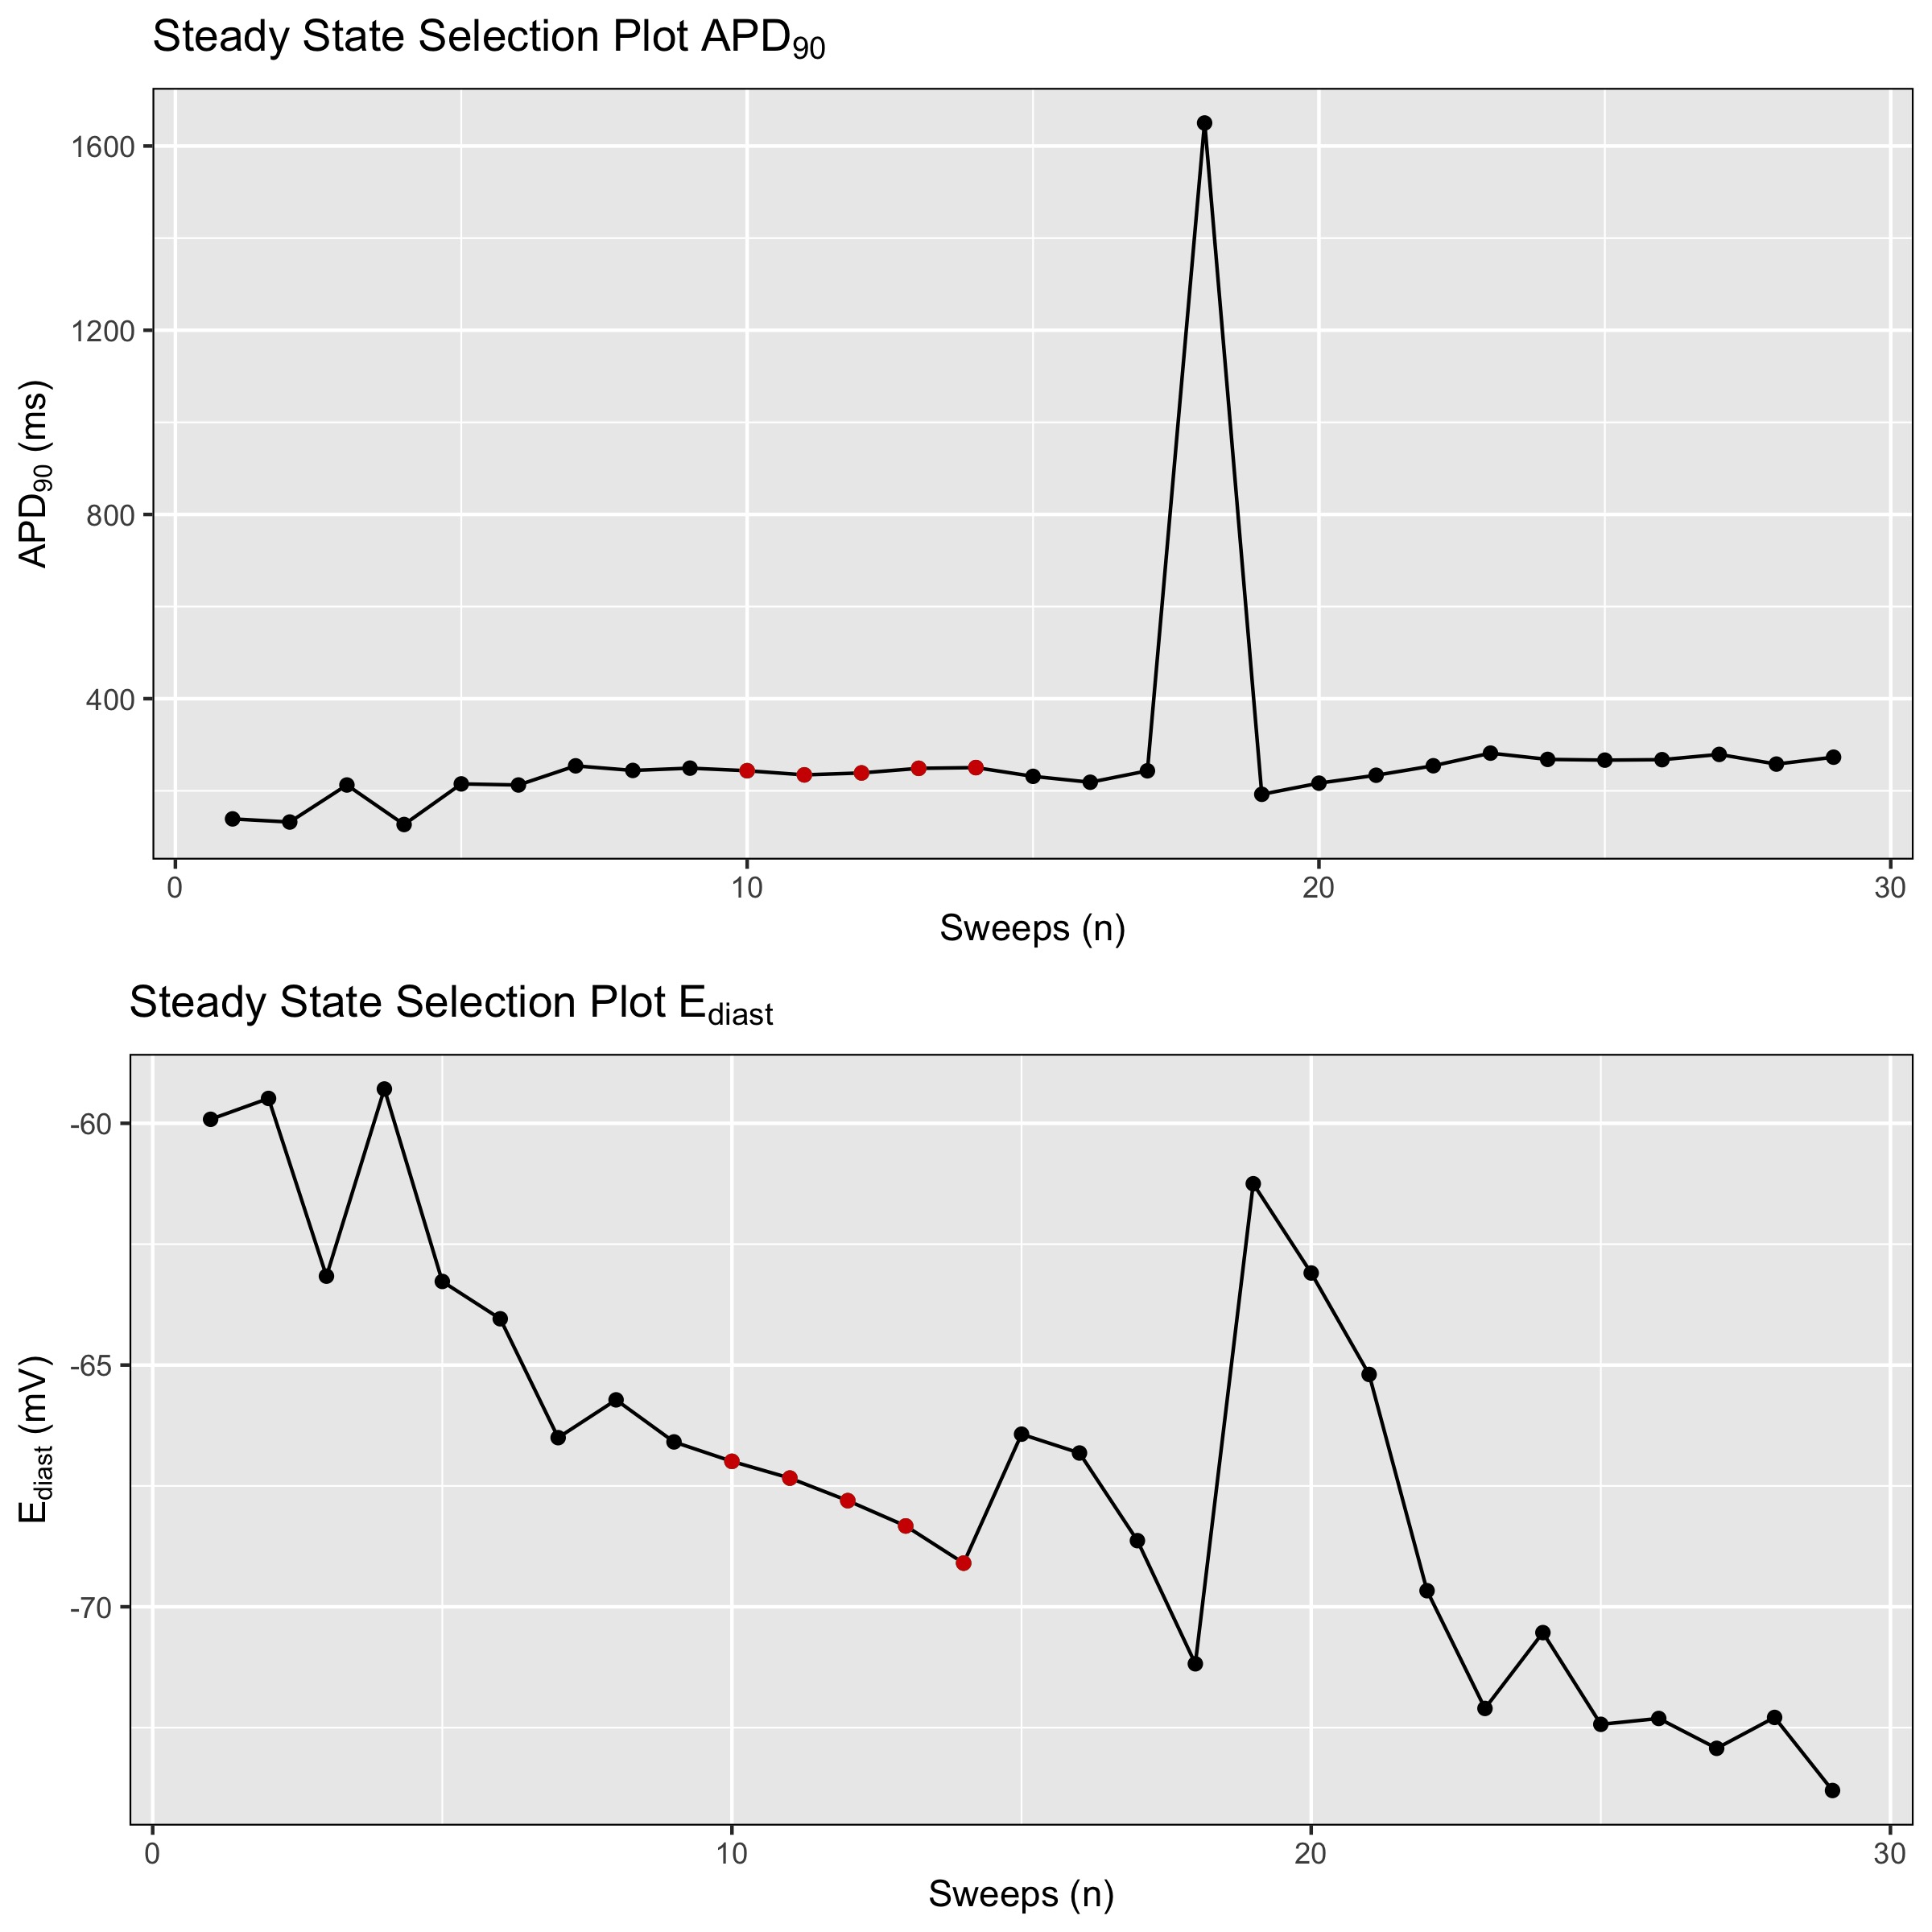 Steady State Selection Plot APD90
1600
1200
800
400
APD90 (ms)
0 10 20 30
Sweeps (n)
Steady State Selection Plot Ediast
-60
-65
-70
Ediast (mV)
0 10 20 30
Sweeps (n)